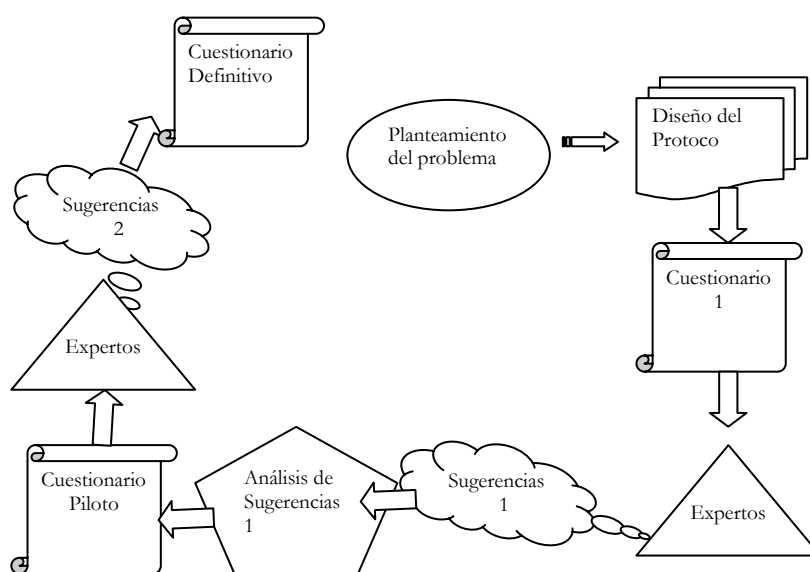 Cuestionario
Definitivo
Planteamiento
del problema
Diseño del
Protoco
Sugerencias
2
Cuestionario
1
Expertos
Cuestionario
Piloto
Análisis de
Sugerencias
1
Sugerencias
1
Expertos